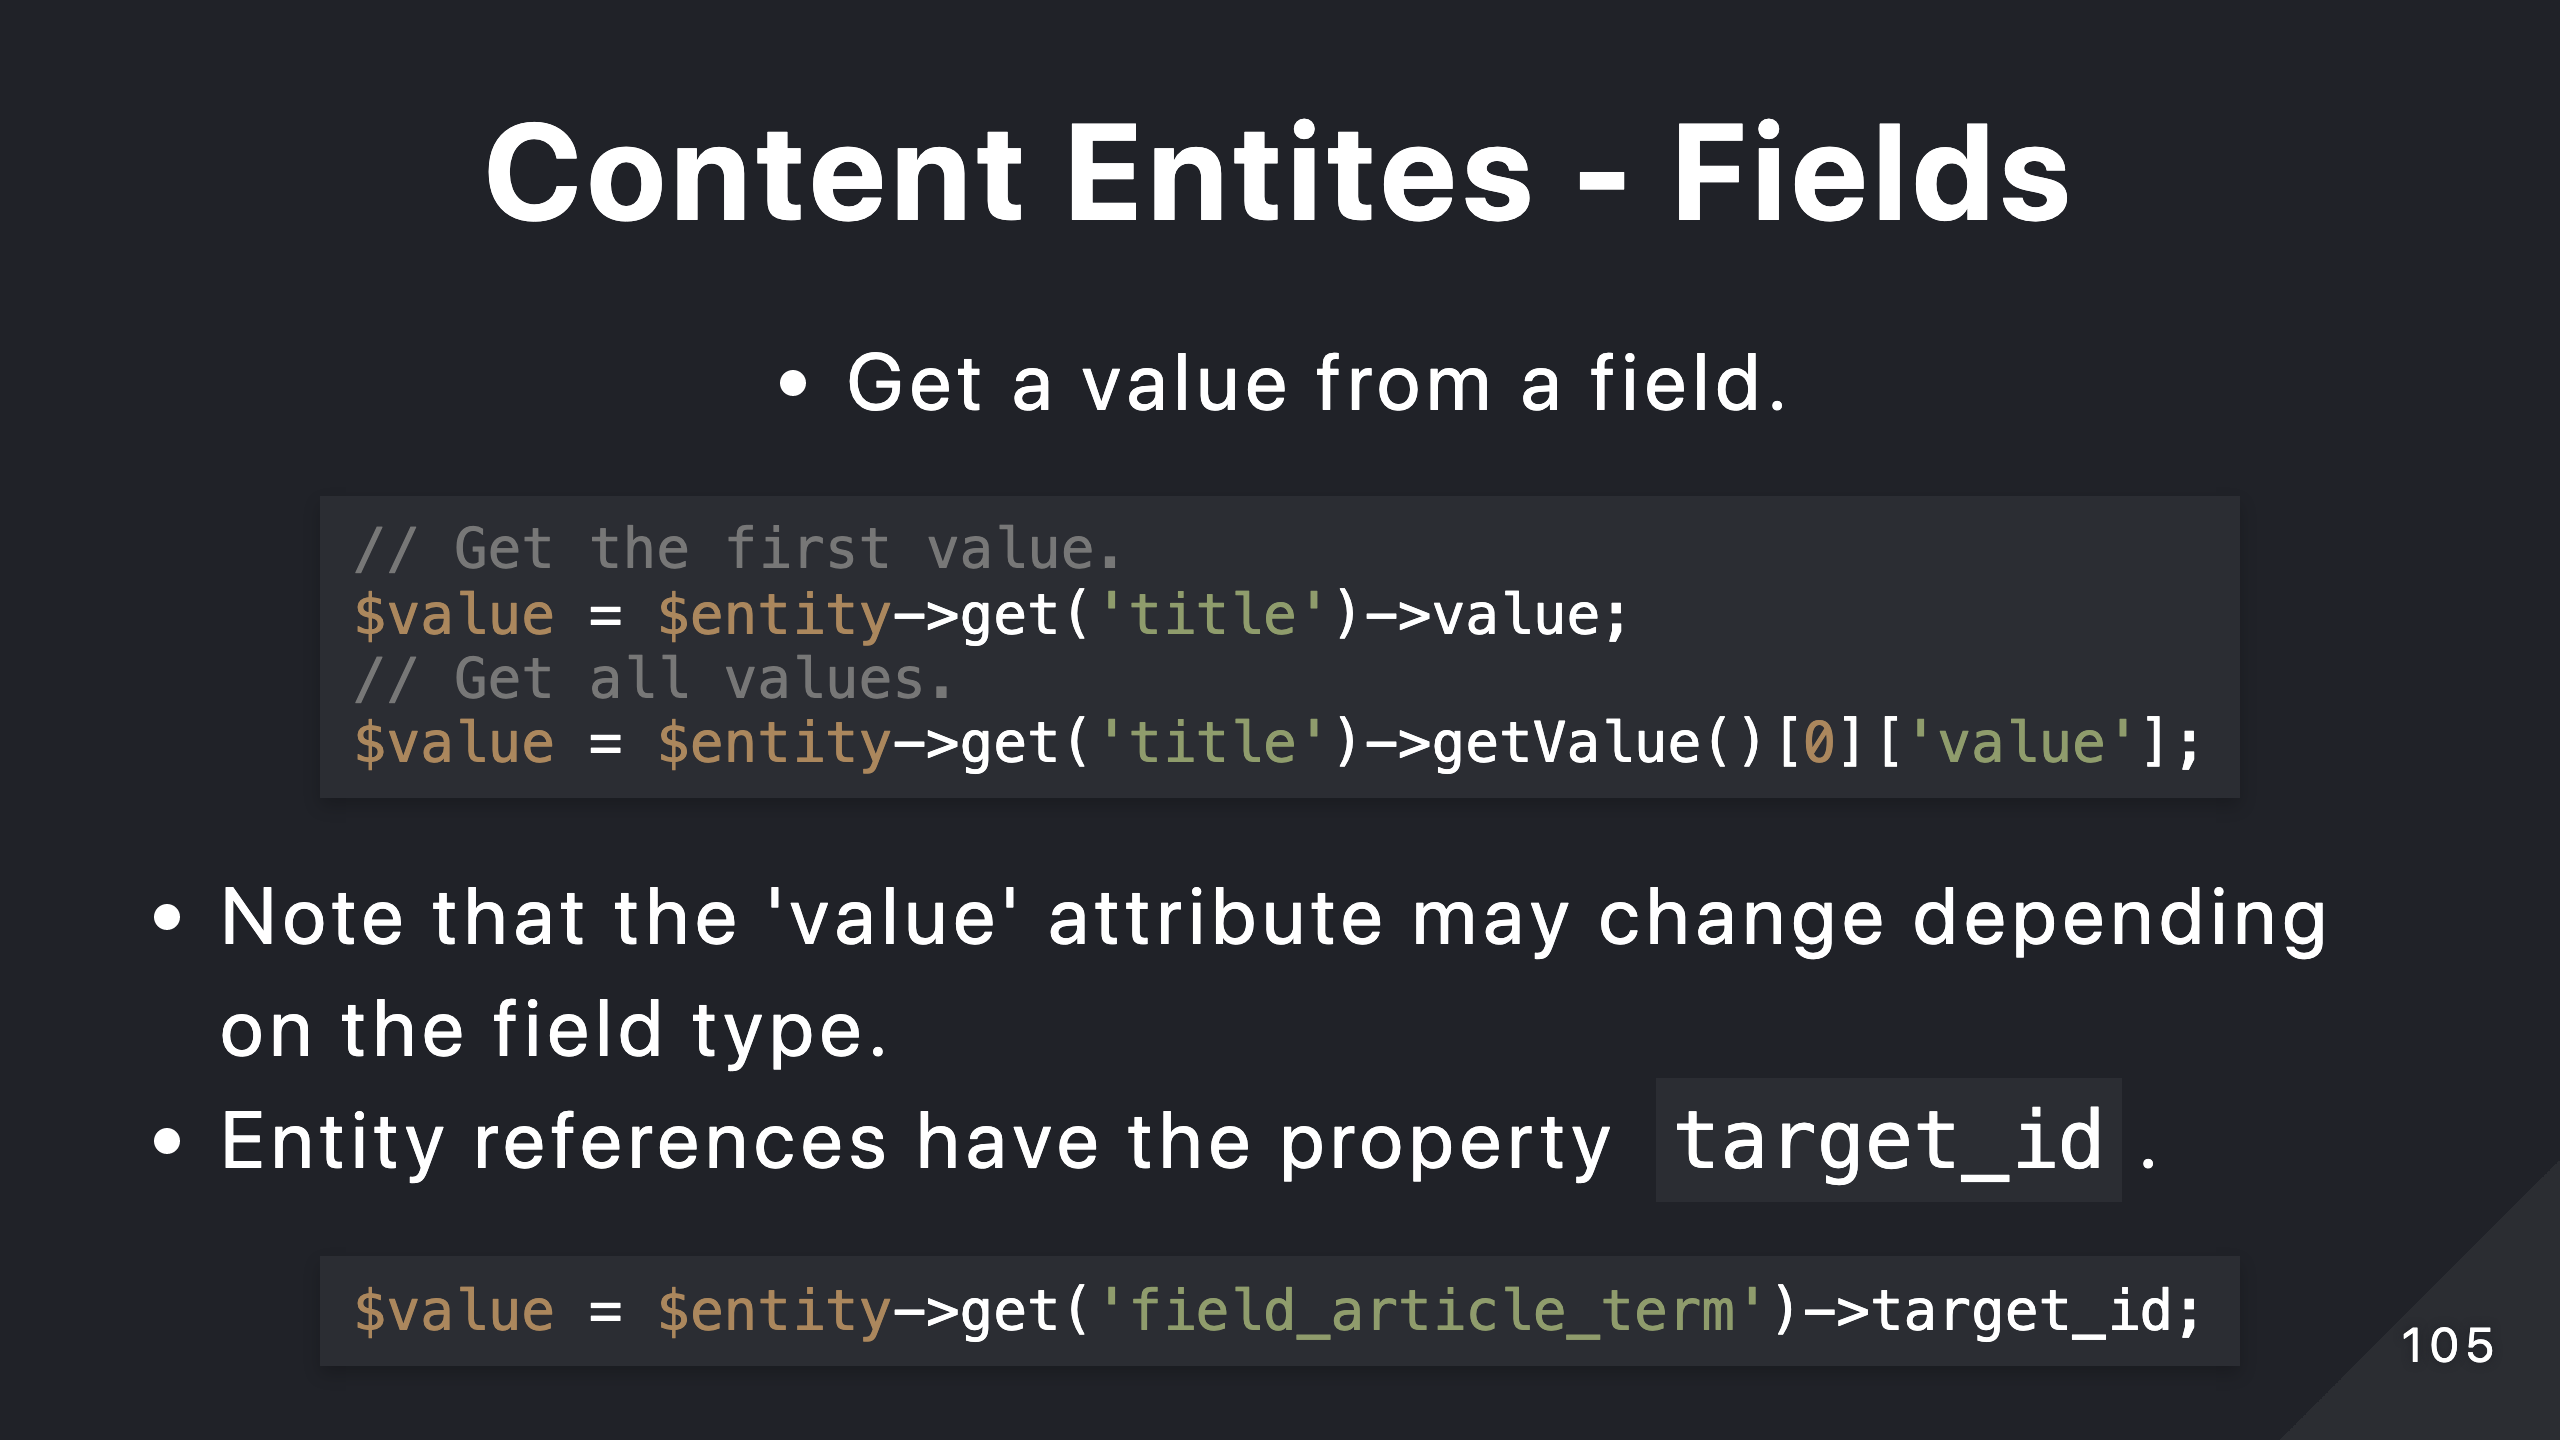 Content Entites - Fields
• Get a value from a field.
// Get the first value.
$value = $entity->get('title')->value;
// Get all values.
$value = $entity->get('title')->getValue()[0]['value'];
• Note that the 'value' attribute may change depending
on the field type.
• Entity references have the property target_id .
$value = $entity->get('field_article_term')->target_id;
105